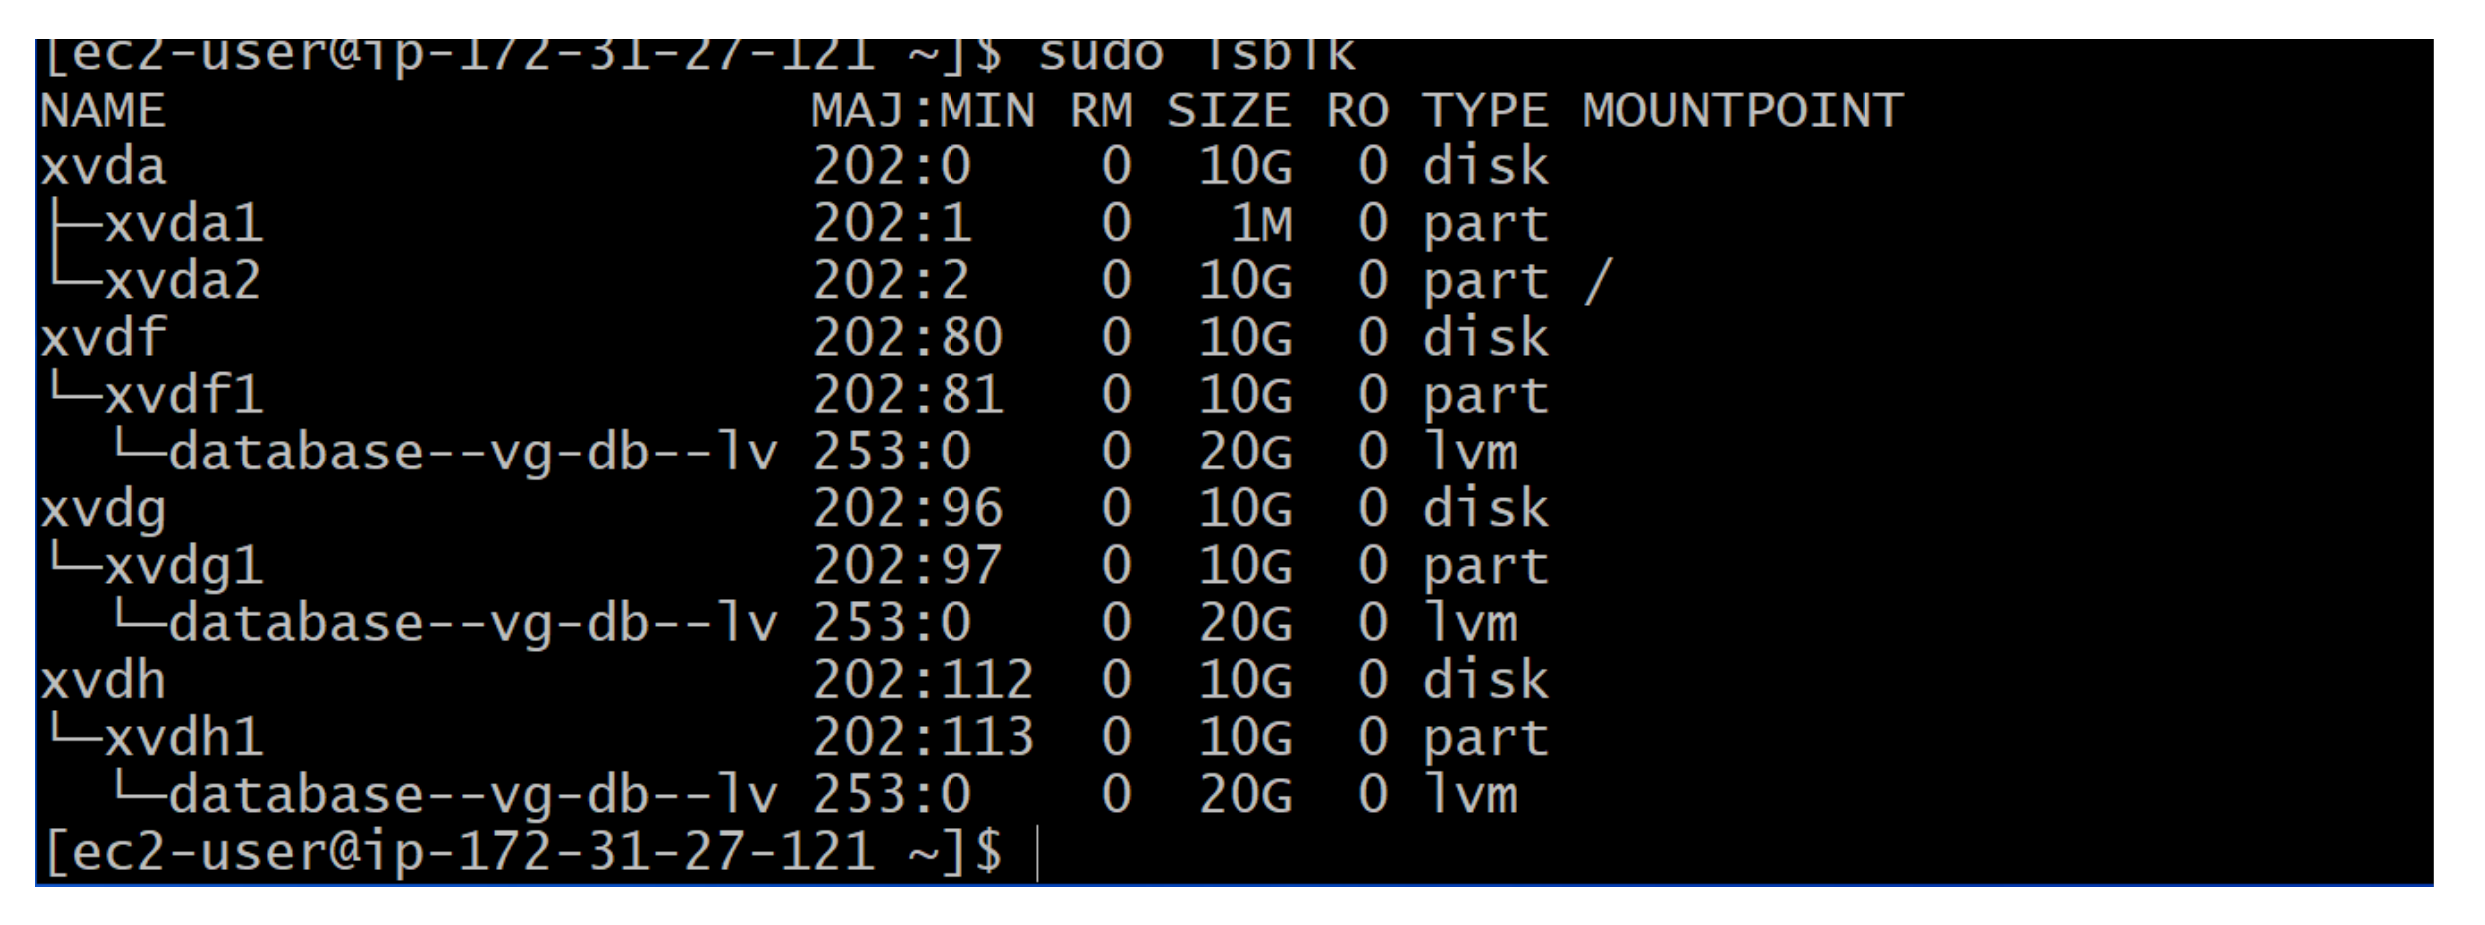 [ec2-user@ip-172-31-27-121 ~]$ sudo lsblk
NAME                    MAJ:MIN RM SIZE RO TYPE MOUNTPOINT
xvda                    202:0    0  10G  0 disk
├─xvda1                 202:1    0   1M  0 part
└─xvda2                 202:2    0  10G  0 part /
xvdf                    202:80   0  10G  0 disk
└─xvdf1                 202:81   0  10G  0 part
  └─database--vg-db--lv 253:0    0  20G  0 lvm
xvdg                    202:96   0  10G  0 disk
└─xvdg1                 202:97   0  10G  0 part
  └─database--vg-db--lv 253:0    0  20G  0 lvm
xvdh                    202:112  0  10G  0 disk
└─xvdh1                 202:113  0  10G  0 part
  └─database--vg-db--lv 253:0    0  20G  0 lvm
[ec2-user@ip-172-31-27-121 ~]$